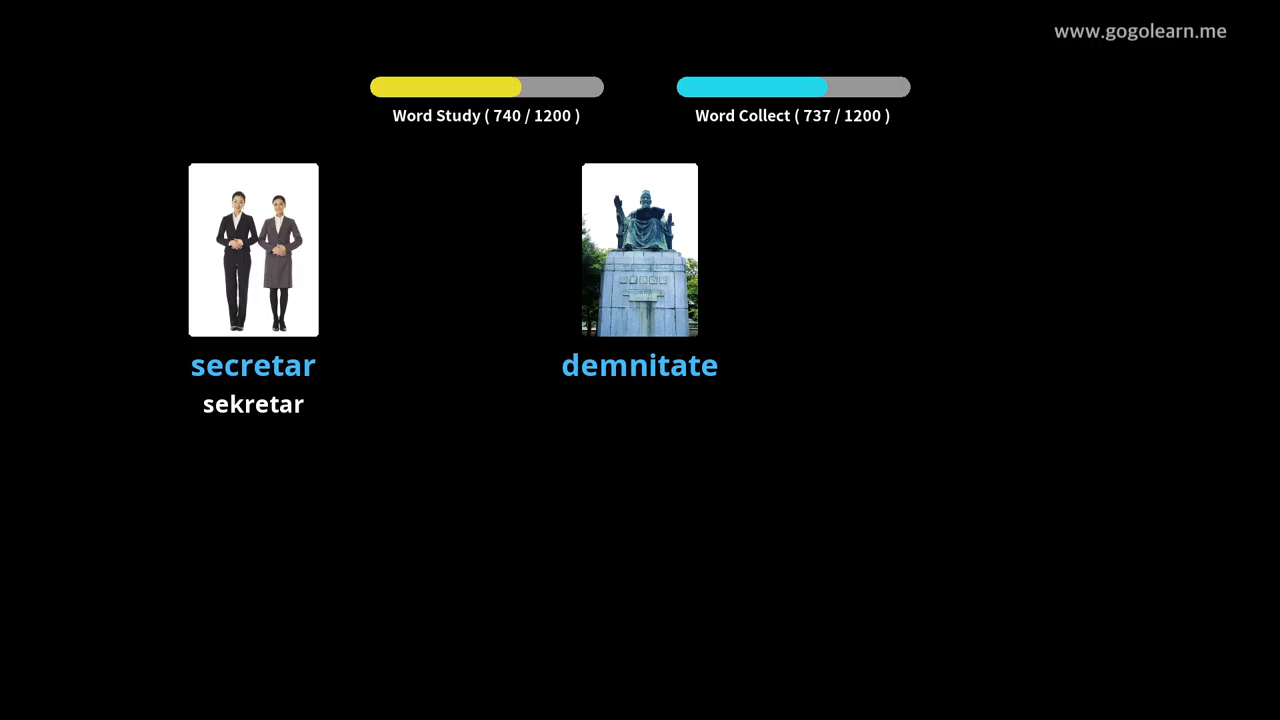 www.gogolearn.me
Word Study ( 740 / 1200 )
Word Collect ( 737 / 1200 )
secretar
sekretar
demnitate